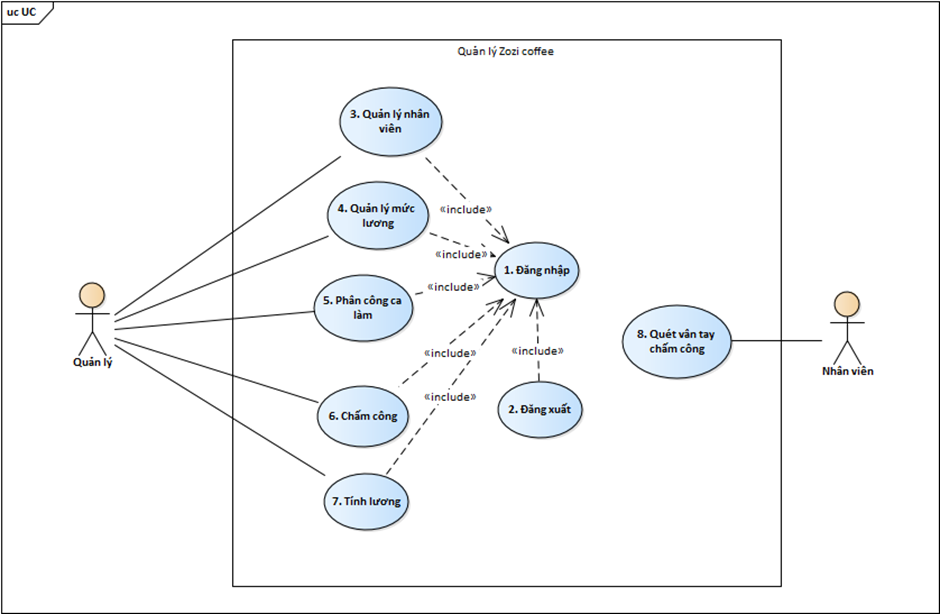 uc UC
Quản lý Zozi coffee
3. Quản lý nhân
viên
«include»
4. Quản lý mức
lương
«include»
1. Đăng nhập
5. Phân công ca
làm
«include»
8. Quét vân tay
chấm công
Quản lý
Nhân viên
«include»
«include»
6. Chấm công
2. Đăng xuất
«include»
7. Tính lương